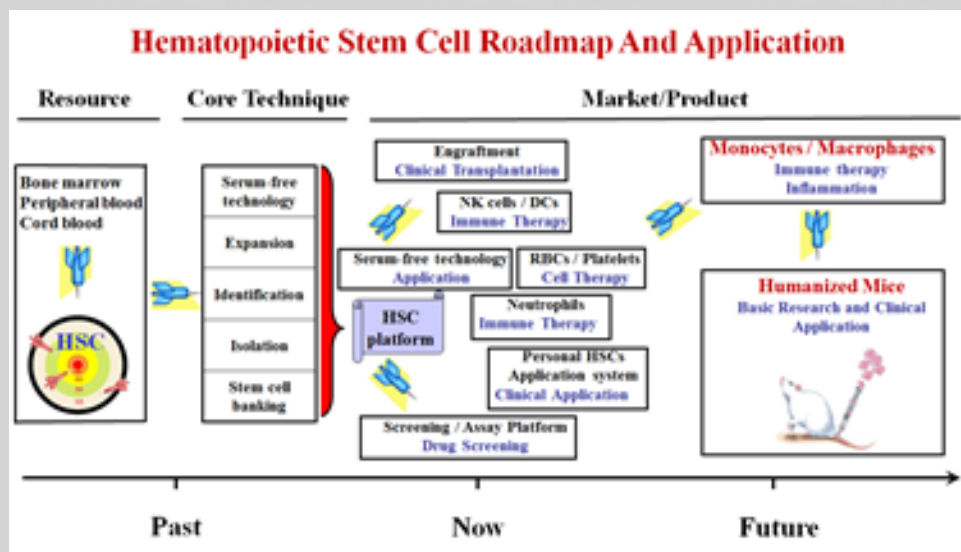 Hematopoietic Stem Cell Roadmap And Application
Resource
Core Technique
Market/Product
Bone marrow
Peripheral blood
Cord blood
HSC
Serum-free
technology
Expansion
Identification
Isolation
Stem cell
banking
Engraftment
Clinical Transplantation
NK cells / DCs
Immune Therapy
Serum-free technology
Application
RBCs / Platelets
Cell Therapy
HSC
platform
Neutrophils
Immune Therapy
Personal HSCs
Application system
Clinical Application
Screening / Assay Platform
Drug Screening
Monocytes / Macrophages
Immune therapy
Inflammation
Humanized Mice
Basic Research and Clinical
Application
Past
Now
Future